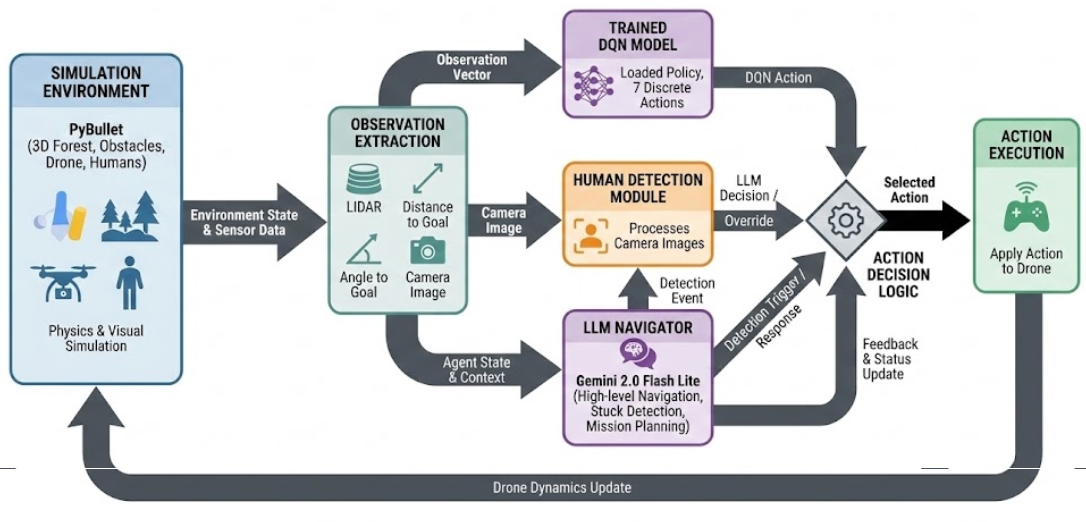 SIMULATION
ENVIRONMENT
PyBullet
(3D Forest, Obstacles,
Drone, Humans)
Physics & Visual
Simulation
Environment State
& Sensor Data
OBSERVATION
EXTRACTION
LIDAR
Distance
to Goal
Angle to
Goal
Camera
Image
Observation
Vector
Camera
Image
Agent State
& Context
TRAINED
DQN MODEL
Loaded Policy,
7 Discrete
Actions
DQN Action
HUMAN DETECTION
MODULE
Processes
Camera Images
LLM
Decision /
Override
Detection
Event
LLM NAVIGATOR
Gemini 2.0 Flash Lite
(High-level Navigation,
Stuck Detection,
Mission Planning)
Detection Trigger /
Response
Feedback
& Status
Update
ACTION
DECISION
LOGIC
Selected
Action
ACTION
EXECUTION
Apply Action
to Drone
Drone Dynamics Update